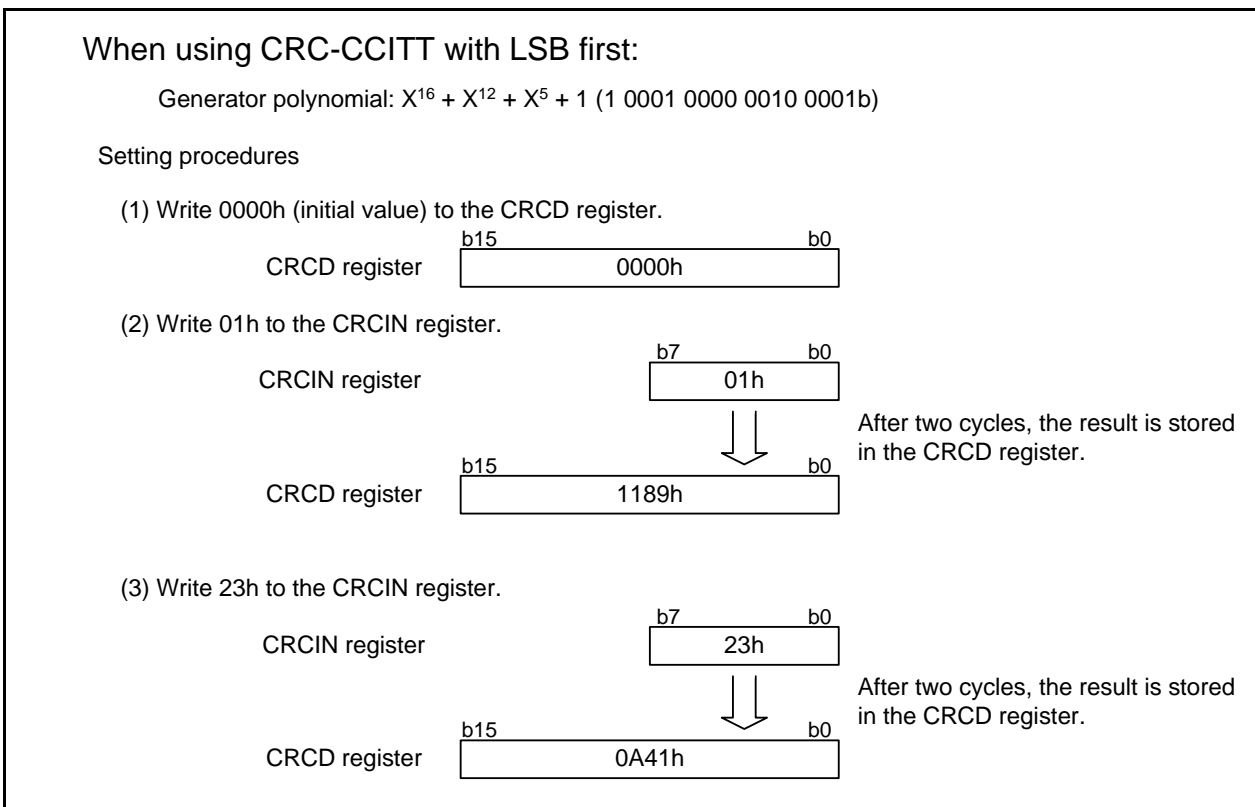 When using CRC-CCITT with LSB first:
Generator polynomial: X¹⁶ + X¹² + X⁵ + 1 (1 0001 0000 0010 0001b)
Setting procedures
(1) Write 0000h (initial value) to the CRCD register.
b15 b0
CRCD register 0000h
(2) Write 01h to the CRCIN register.
b7 b0
CRCIN register 01h
After two cycles, the result is stored
in the CRCD register.
b15 b0
CRCD register 1189h
(3) Write 23h to the CRCIN register.
b7 b0
CRCIN register 23h
After two cycles, the result is stored
in the CRCD register.
b15 b0
CRCD register 0A41h